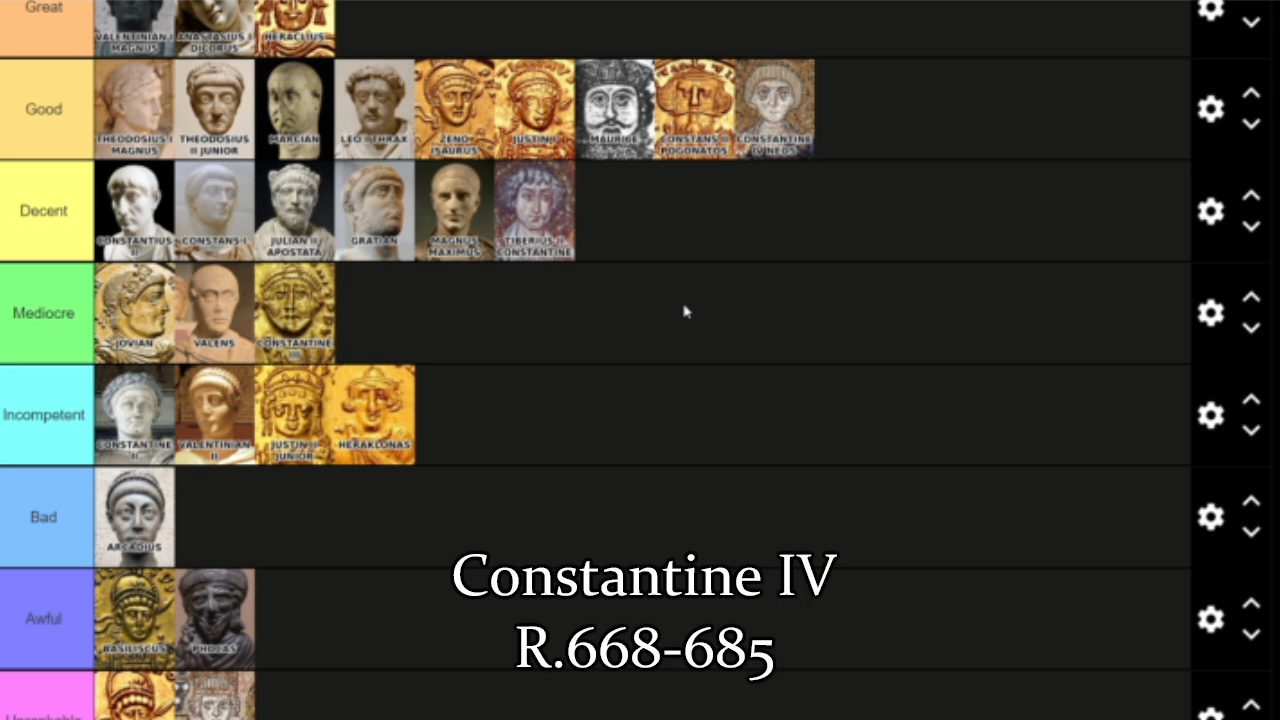 Great
VALENTINIAN I
MAGNUS
ANASTASIUS I
DICORUS
HERACLIUS
Good
THEODOSIUS I
MAGNUS
THEODOSIUS
II JUNIOR
MARCIAN
LEO I THRAX
ZENO
ISAURUS
JUSTIN I
MAURICE
CONSTANS II
POGONATOS
CONSTANTINE
IV NEOS
Decent
CONSTANTIUS
II
CONSTANS I
JULIAN II
APOSTATA
GRATIAN
MAGNUS
MAXIMUS
TIBERIUS II
CONSTANTINE
Mediocre
JOVIAN
VALENS
CONSTANTINE
III
Incompetent
CONSTANTINE
II
VALENTINIAN
II
JUSTIN II
JUNIOR
HERAKLONAS
Bad
ARCADIUS
Awful
BASILISCUS
PHOCAS
Constantine IV
R.668-685